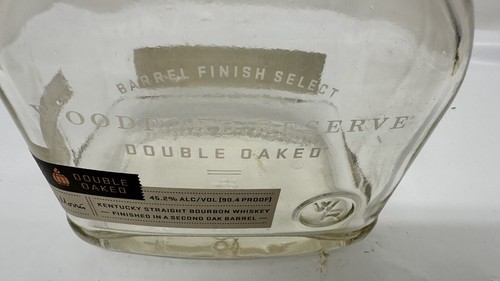 BARREL FINISH SELECT
DOUBLE OAKED
DOUBLE
OAKED
45.2% ALC/VOL [90.4 PROOF]
KENTUCKY STRAIGHT BOURBON WHISKEY
— FINISHED IN A SECOND OAK BARREL —